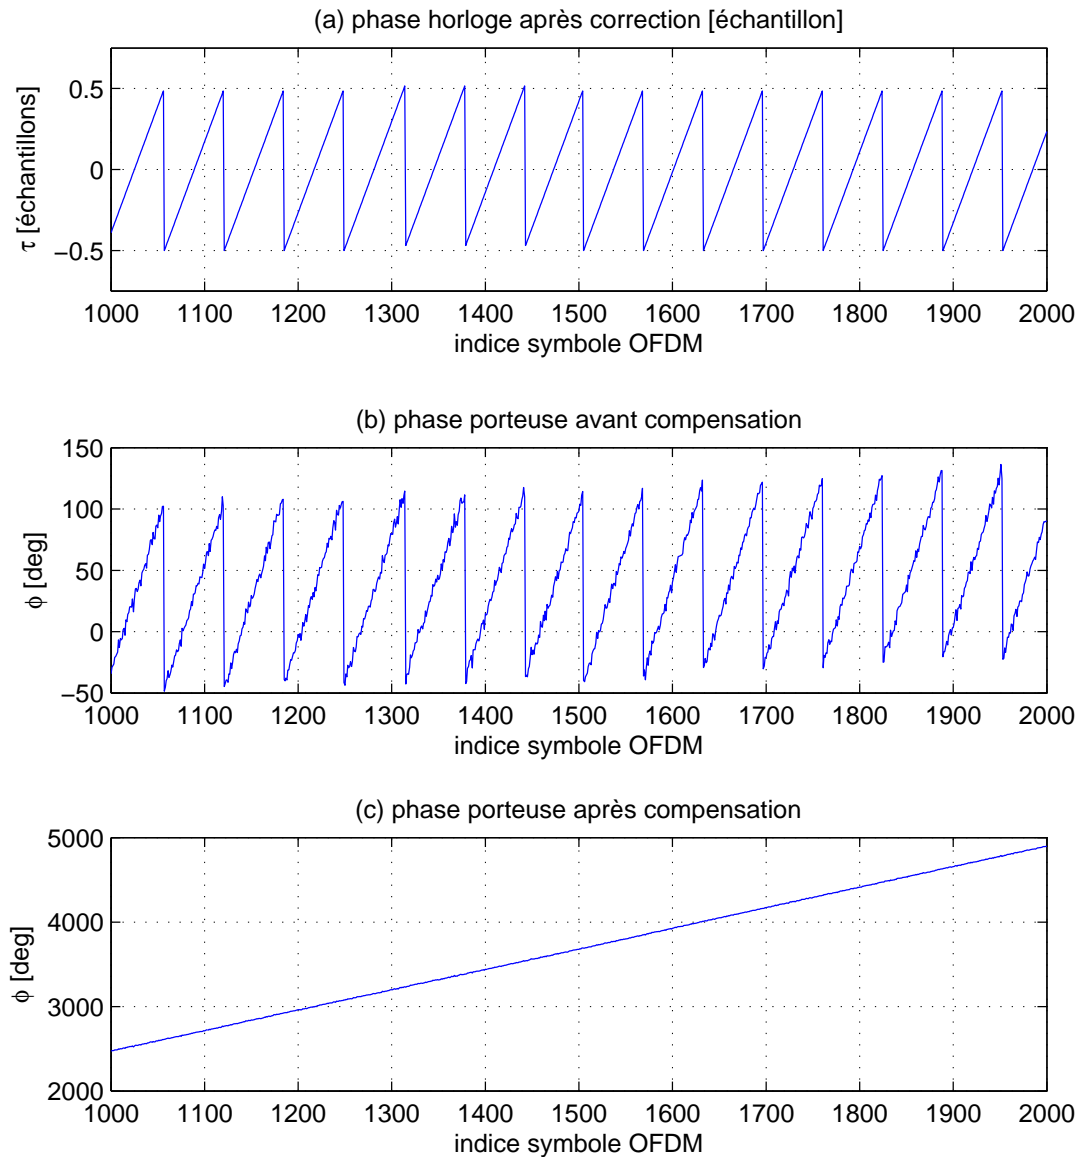 (a) phase horloge après correction [échantillon]
τ [échantillons]
0.5
0
−0.5
1000 1100 1200 1300 1400 1500 1600 1700 1800 1900 2000
indice symbole OFDM
(b) phase porteuse avant compensation
ϕ [deg]
150
100
50
0
−50
1000 1100 1200 1300 1400 1500 1600 1700 1800 1900 2000
indice symbole OFDM
(c) phase porteuse après compensation
ϕ [deg]
5000
4000
3000
2000
1000 1100 1200 1300 1400 1500 1600 1700 1800 1900 2000
indice symbole OFDM